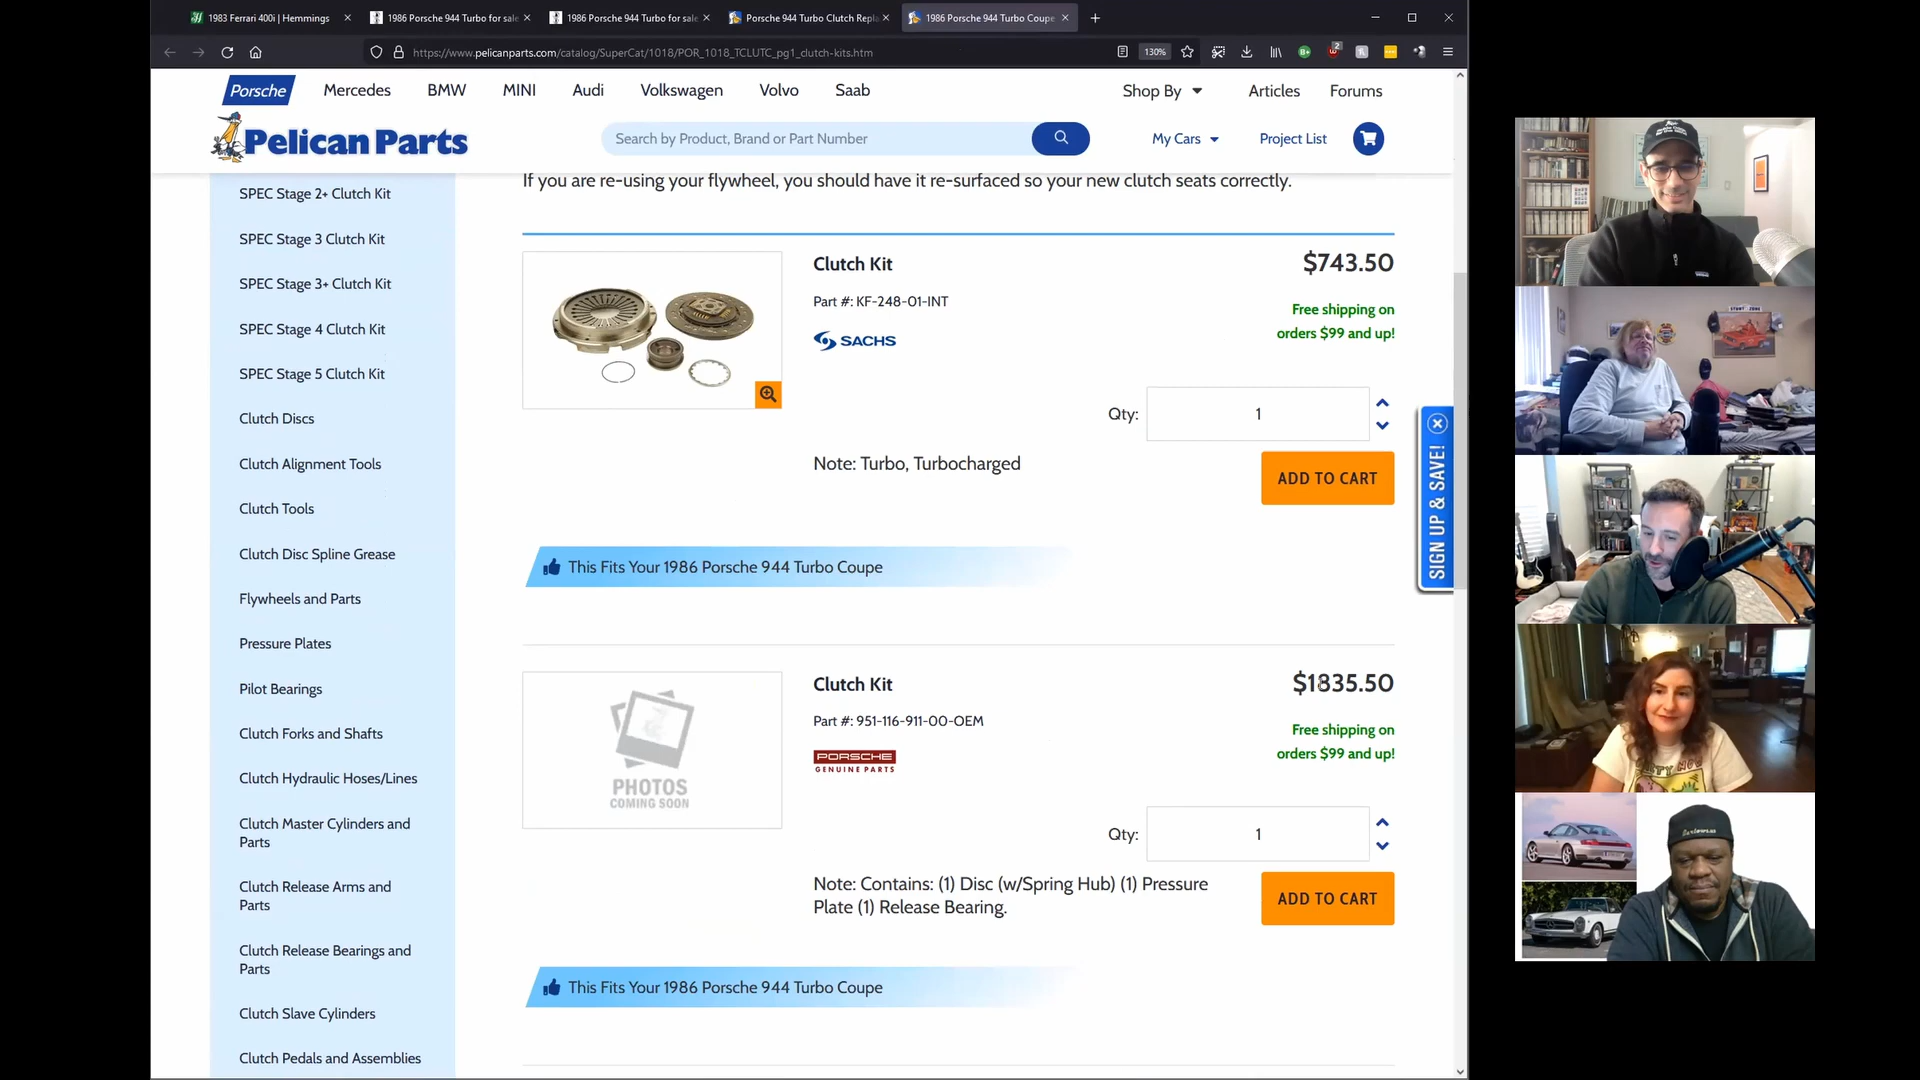 1983 Ferrari 400i | Hemmings
1986 Porsche 944 Turbo for sale
1986 Porsche 944 Turbo for sale
Porsche 944 Turbo Clutch Repla
1986 Porsche 944 Turbo Coupe
https://www.pelicanparts.com/catalog/SuperCat/1018/POR_1018_TCLUTC_pg1_clutch-kits.htm
130%
2
Porsche
Mercedes
BMW
MINI
Audi
Volkswagen
Volvo
Saab
Shop By
Articles
Forums
Pelican Parts
Search by Product, Brand or Part Number
My Cars
Project List
SPEC Stage 2+ Clutch Kit
SPEC Stage 3 Clutch Kit
SPEC Stage 3+ Clutch Kit
SPEC Stage 4 Clutch Kit
SPEC Stage 5 Clutch Kit
Clutch Discs
Clutch Alignment Tools
Clutch Tools
Clutch Disc Spline Grease
Flywheels and Parts
Pressure Plates
Pilot Bearings
Clutch Forks and Shafts
Clutch Hydraulic Hoses/Lines
Clutch Master Cylinders and
Parts
Clutch Release Arms and
Parts
Clutch Release Bearings and
Parts
Clutch Slave Cylinders
Clutch Pedals and Assemblies
If you are re-using your flywheel, you should have it re-surfaced so your new clutch seats correctly.
Clutch Kit
$743.50
Part #: KF-248-01-INT
SACHS
Free shipping on
orders $99 and up!
Qty:
1
Note: Turbo, Turbocharged
ADD TO CART
This Fits Your 1986 Porsche 944 Turbo Coupe
SIGN UP & SAVE!
Clutch Kit
$1835.50
Part #: 951-116-911-00-OEM
PORSCHE
GENUINE PARTS
PHOTOS
COMING SOON
Free shipping on
orders $99 and up!
Qty:
1
Note: Contains: (1) Disc (w/Spring Hub) (1) Pressure
Plate (1) Release Bearing.
ADD TO CART
This Fits Your 1986 Porsche 944 Turbo Coupe